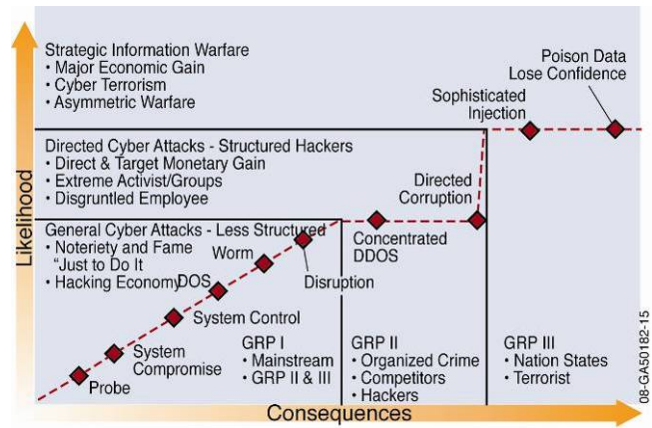 Strategic Information Warfare
• Major Economic Gain
• Cyber Terrorism
• Asymmetric Warfare
Poison Data
Lose Confidence
Sophisticated
Injection
Directed Cyber Attacks - Structured Hackers
• Direct & Target Monetary Gain
• Extreme Activist/Groups
• Disgruntled Employee
Directed
Corruption
General Cyber Attacks - Less Structured
• Noteriety and Fame
"Just to Do It
• Hacking Economy
Concentrated
DDOS
Worm
Disruption
DOS
System Control
System
Compromise
Probe
GRP I
• Mainstream
• GRP II & III
GRP II
• Organized Crime
• Competitors
• Hackers
GRP III
• Nation States
• Terrorist
Likelihood
Consequences
08-GA50182-15